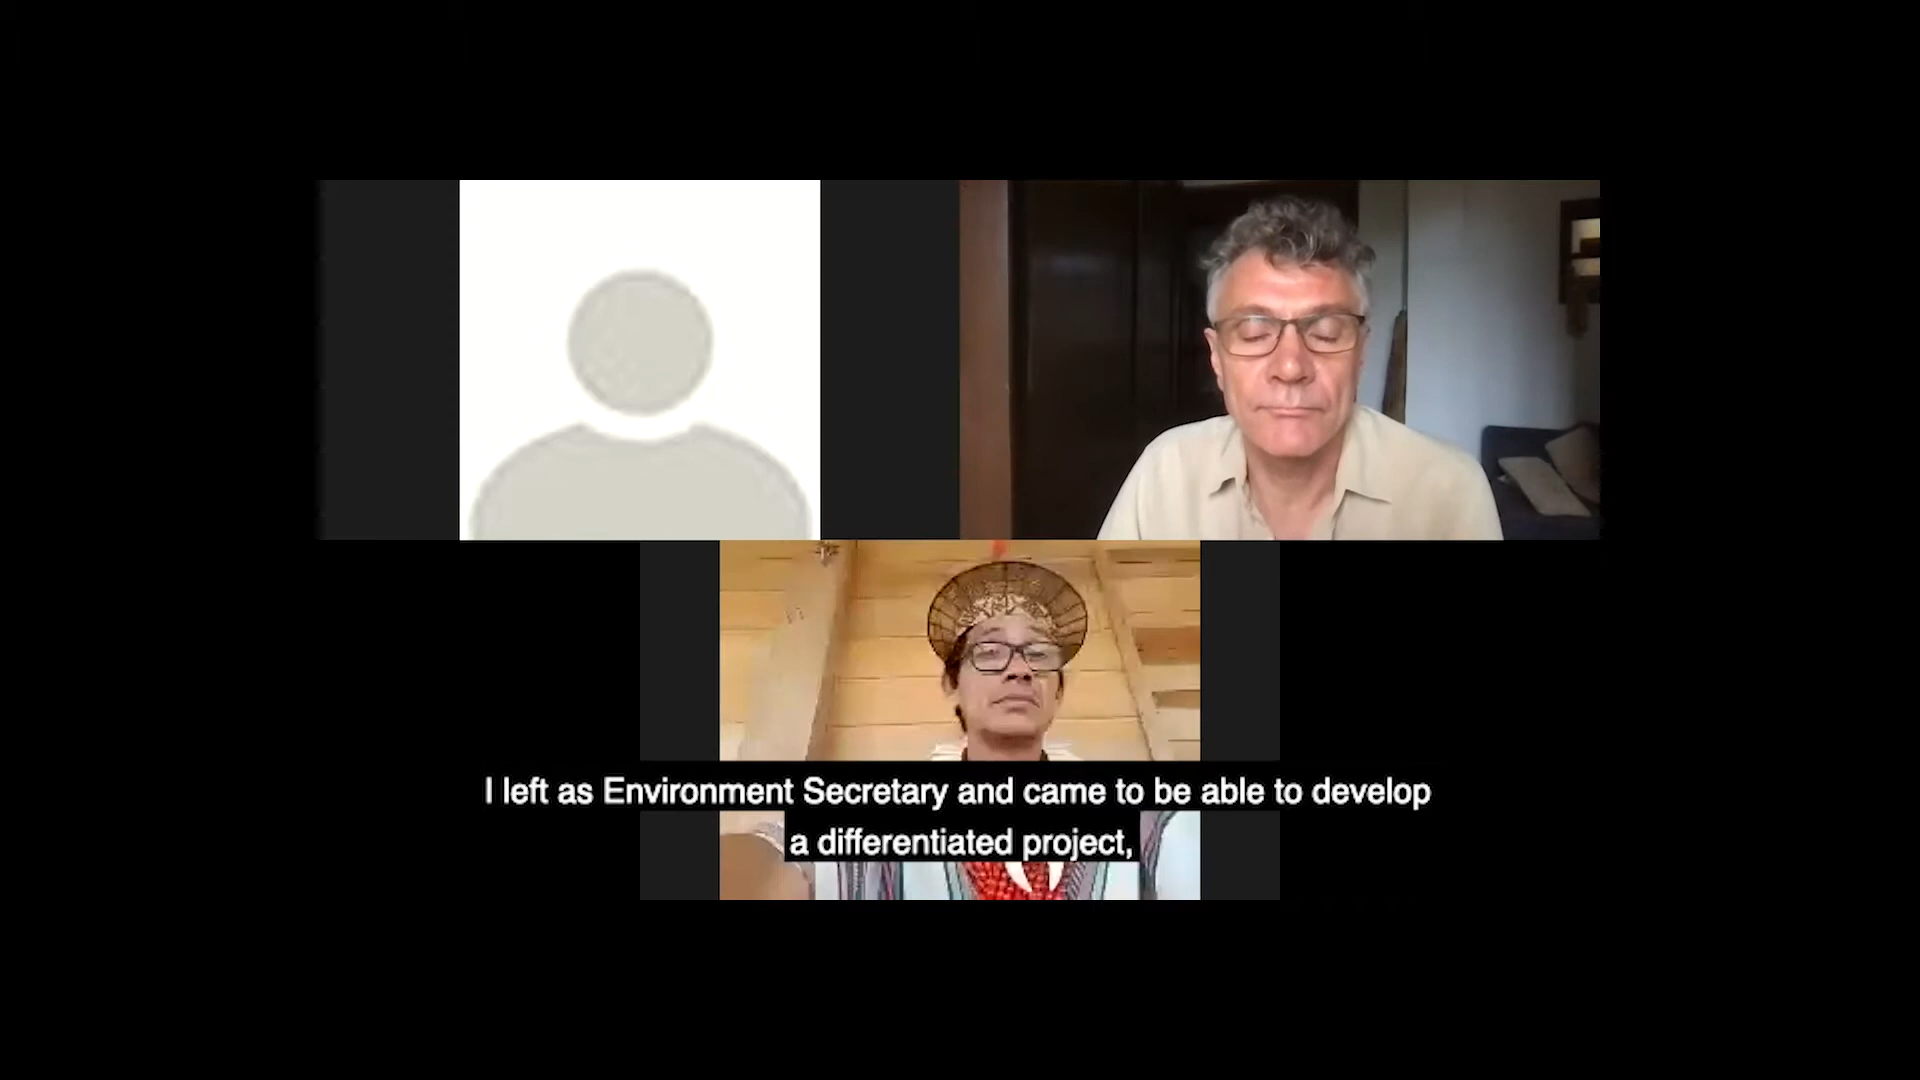 I left as Environment Secretary and came to be able to develop
a differentiated project,